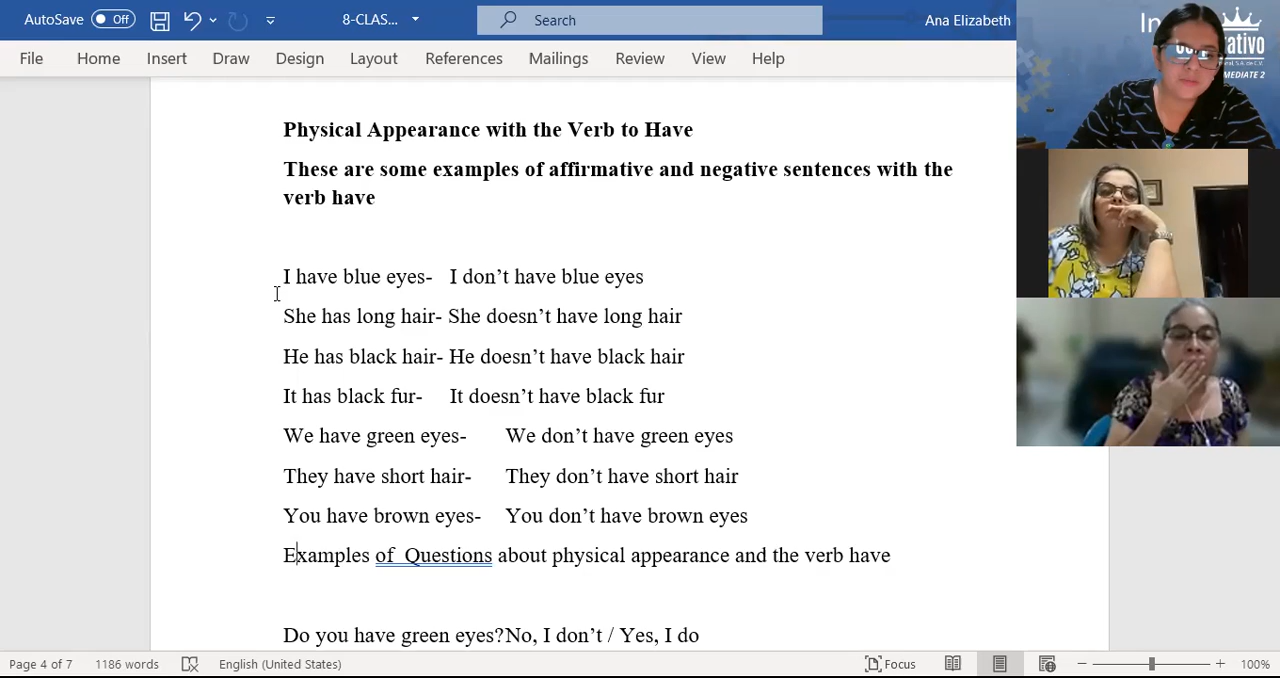 AutoSave Off 8-CLAS... Search Ana Elizabeth
File Home Insert Draw Design Layout References Mailings Review View Help
MEDIATE 2
Physical Appearance with the Verb to Have
These are some examples of affirmative and negative sentences with the
verb have
I have blue eyes- I don’t have blue eyes
She has long hair- She doesn’t have long hair
He has black hair- He doesn’t have black hair
It has black fur- It doesn’t have black fur
We have green eyes- We don’t have green eyes
They have short hair- They don’t have short hair
You have brown eyes- You don’t have brown eyes
Examples of Questions about physical appearance and the verb have
Do you have green eyes?No, I don’t / Yes, I do
Page 4 of 7 1186 words English (United States) Focus 100%